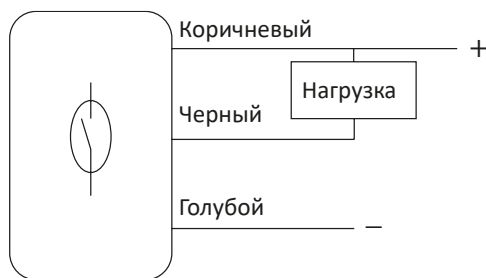 Коричневый
+
Нагрузка
Черный
Голубой
−